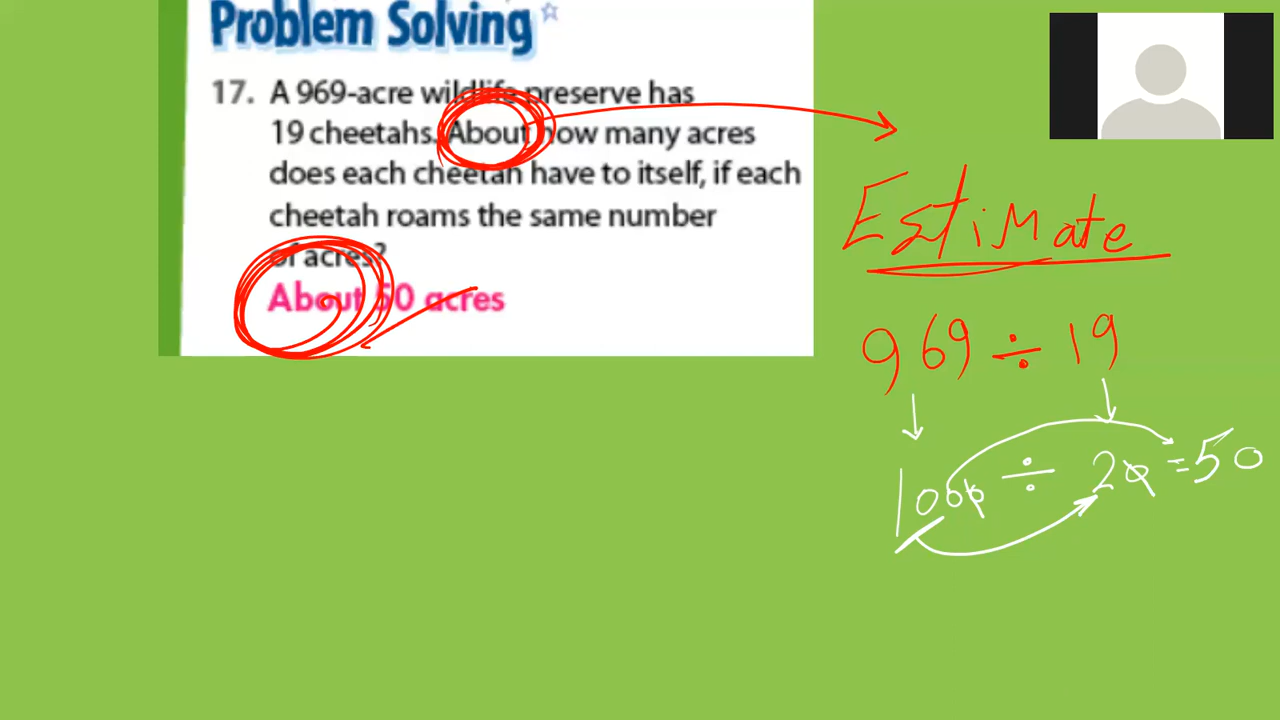 Problem Solving
17. A 969-acre wildlife preserve has
19 cheetahs. About how many acres
does each cheetah have to itself, if each
cheetah roams the same number
of acres?
About 50 acres
EstiMate
969 ÷ 19
1000 ÷ 20 = 50